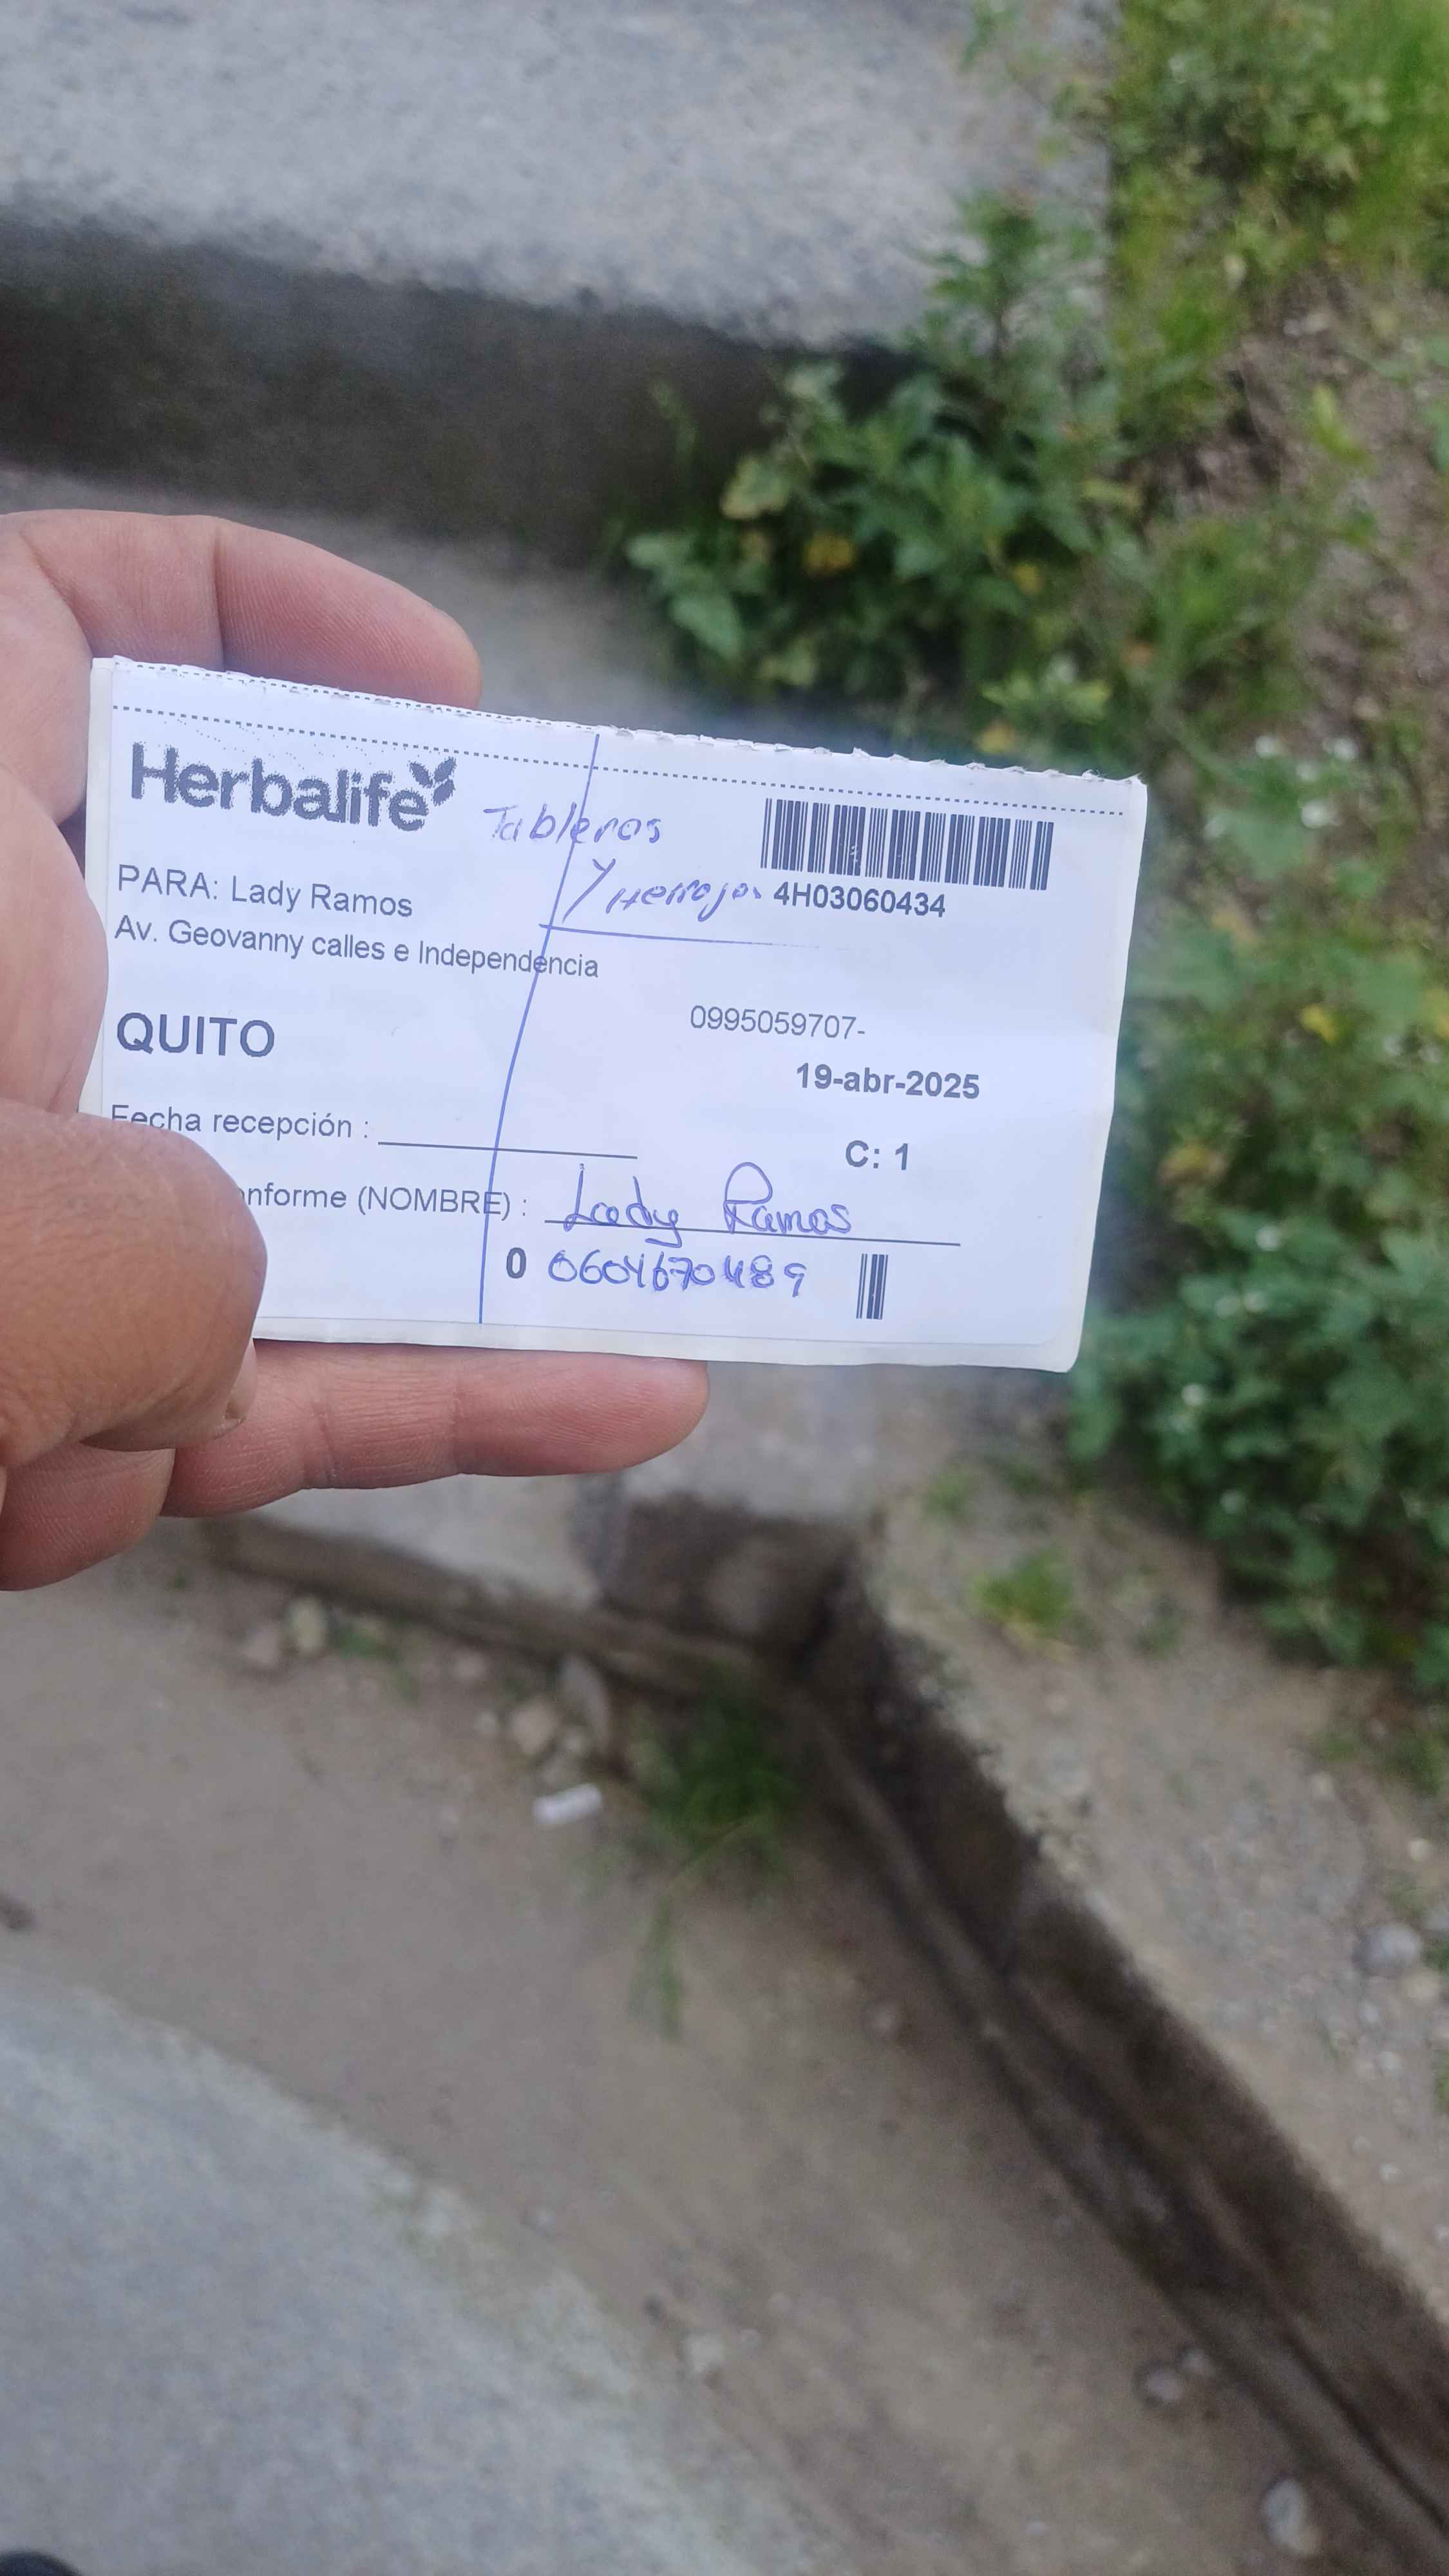 Herbalife
Tableros
Y Herrajes
4H03060434
PARA: Lady Ramos
Av. Geovanny calles e Independencia
0995059707-
QUITO
19-abr-2025
Fecha recepción :
C: 1
onforme (NOMBRE) : Lady Ramos
0 0604670489